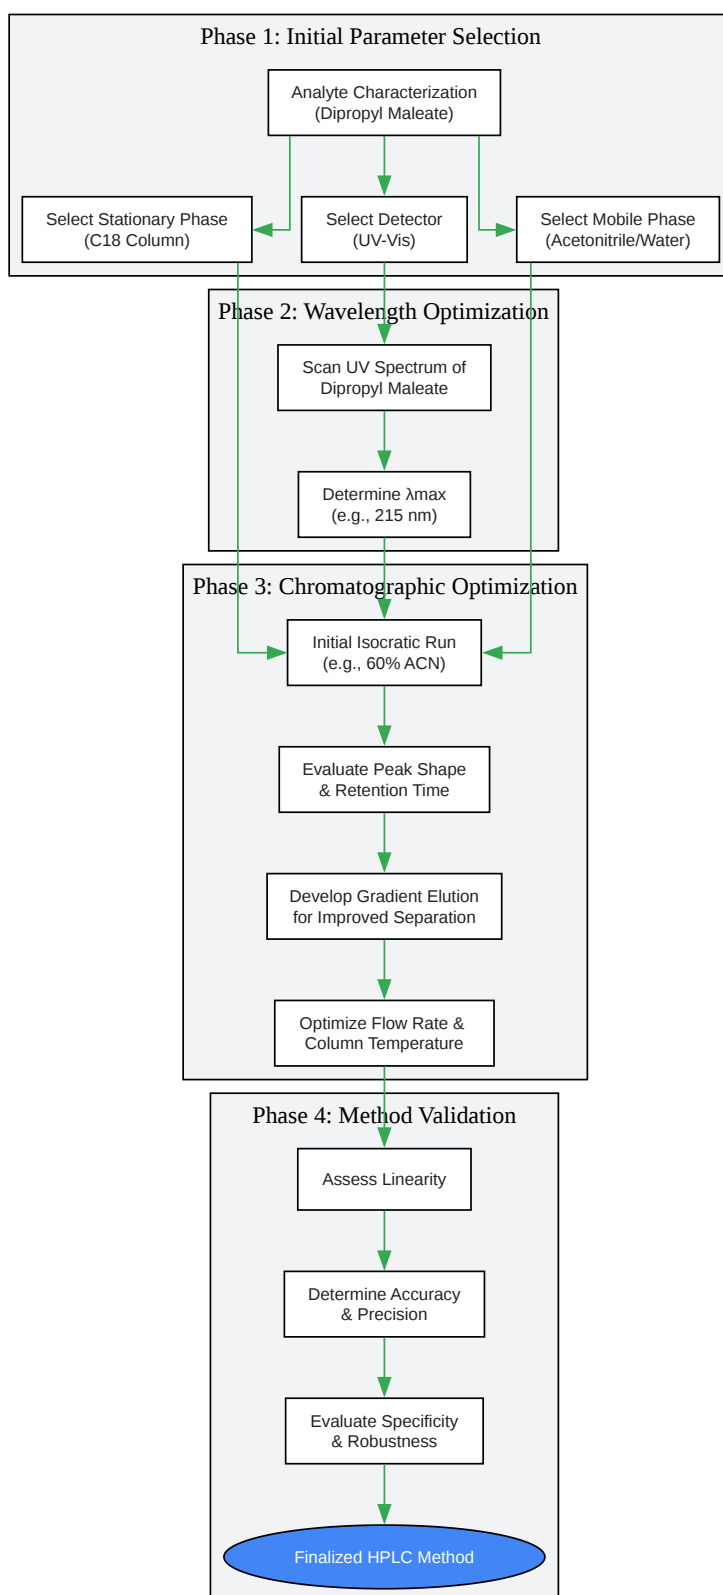 Phase 1: Initial Parameter Selection
Analyte Characterization
(Dipropyl Maleate)
Select Stationary Phase
(C18 Column)
Select Detector
(UV-Vis)
Select Mobile Phase
(Acetonitrile/Water)
Phase 2: Wavelength Optimization
Scan UV Spectrum of
Dipropyl Maleate
Determine λmax
(e.g., 215 nm)
Phase 3: Chromatographic Optimization
Initial Isocratic Run
(e.g., 60% ACN)
Evaluate Peak Shape
& Retention Time
Develop Gradient Elution
for Improved Separation
Optimize Flow Rate &
Column Temperature
Phase 4: Method Validation
Assess Linearity
Determine Accuracy
& Precision
Evaluate Specificity
& Robustness
Finalized HPLC Method